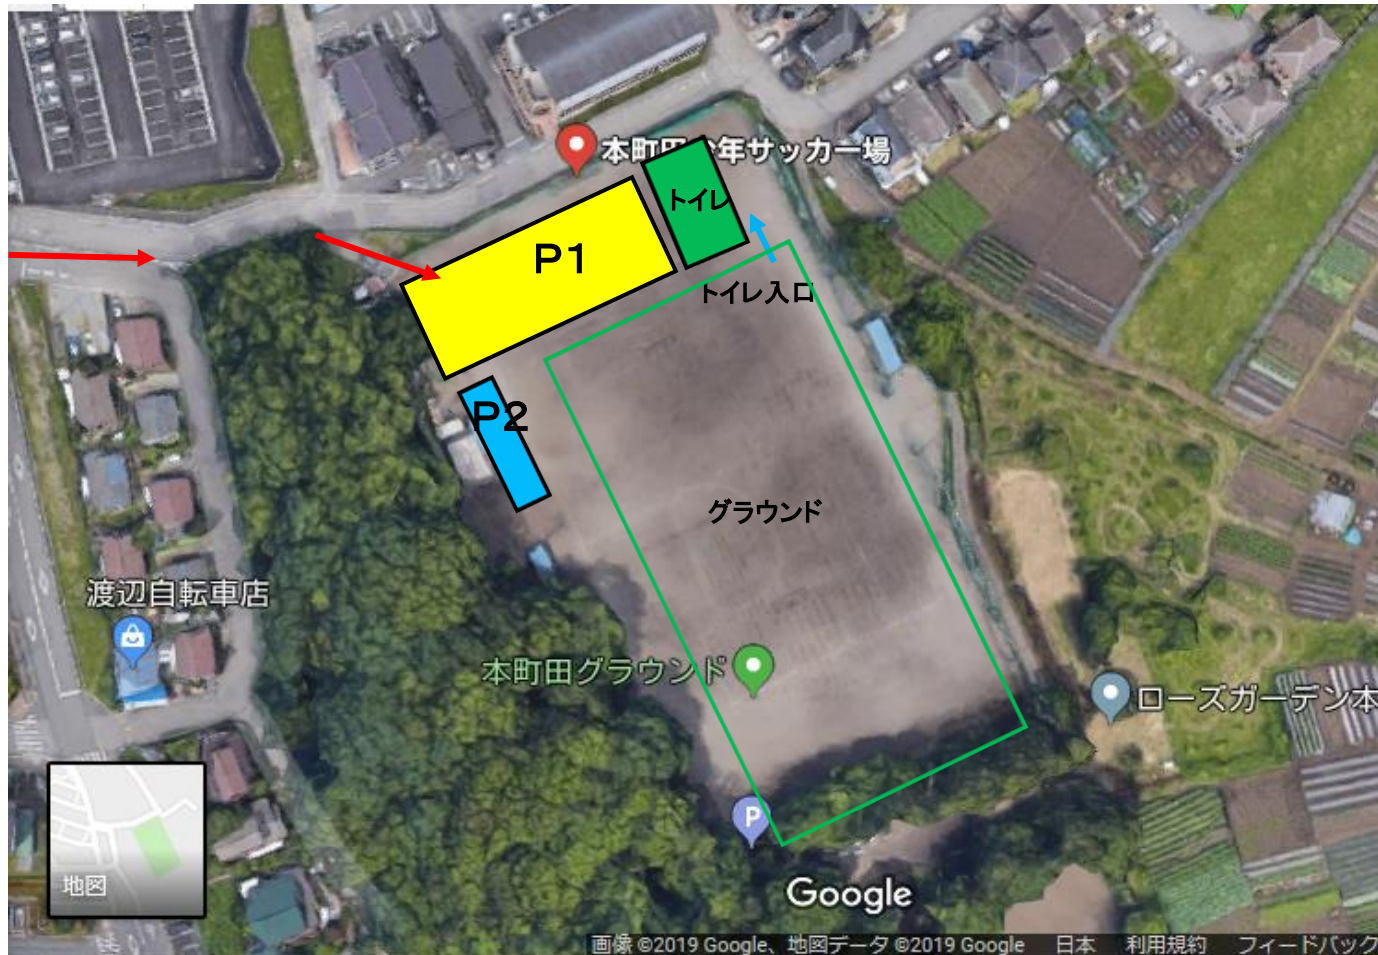 本町田少年サッカー場
トイレ
P1
トイレ入口
P2
グラウンド
渡辺自転車店
本町田グラウンド
ローズガーデン本
P
地図
Google
画像 ©2019 Google、地図データ ©2019 Google 日本 利用規約 フィードバック